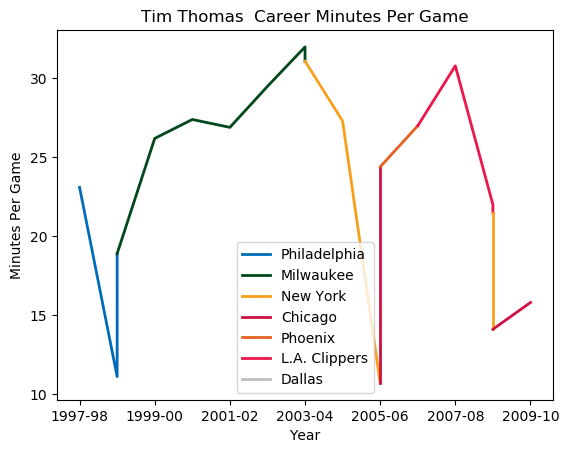 Tim Thomas  Career Minutes Per Game
Minutes Per Game
30
25
20
15
10
Philadelphia
Milwaukee
New York
Chicago
Phoenix
L.A. Clippers
Dallas
1997-98 1999-00 2001-02 2003-04 2005-06 2007-08 2009-10
Year